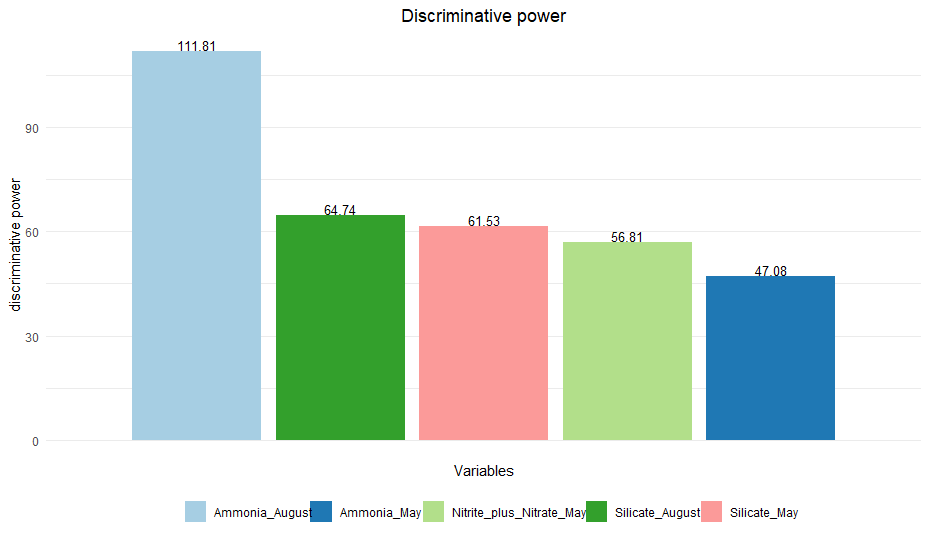 Discriminative power
111.81
90
64.74
61.53
60
56.81
47.08
30
0
discriminative power
Variables
Ammonia_August Ammonia_May Nitrite_plus_Nitrate_May Silicate_August Silicate_May